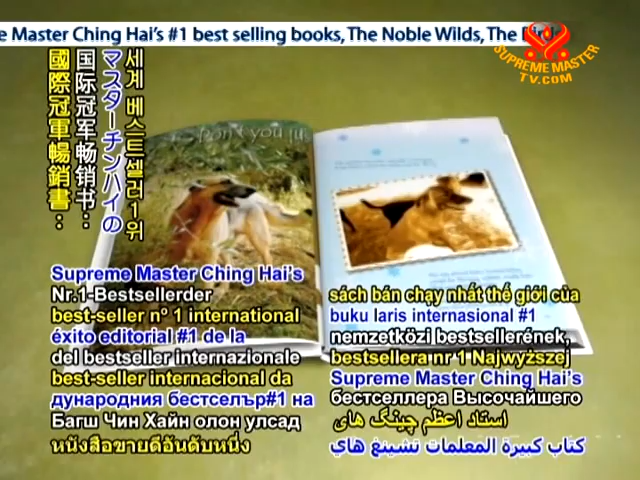 e Master Ching Hai's #1 best selling books, The Noble Wilds, The Birds
SUPREME MASTER
TV.COM
세계 베스트셀러1위
マスターチンハイの
国际冠军畅销书：
國際冠軍暢銷書：
Don't you
Supreme Master Ching Hai's
Nr.1-Bestsellerder
best-seller nº 1 international
éxito editorial #1 de la
del bestseller internazionale
best-seller internacional da
дународния бестселър#1 на
Багш Чин Хайн олон улсад
หนังสือขายดีอันดับหนึ่ง
sách bán chạy nhất thế giới của
buku laris internasional #1
nemzetközi bestsellerének,
bestsellera nr 1 Najwyższej
Supreme Master Ching Hai's
бестселлера Высочайшего
استاد اعظم چینگ های
كتاب كبيرة المعلمات تشينغ هاي